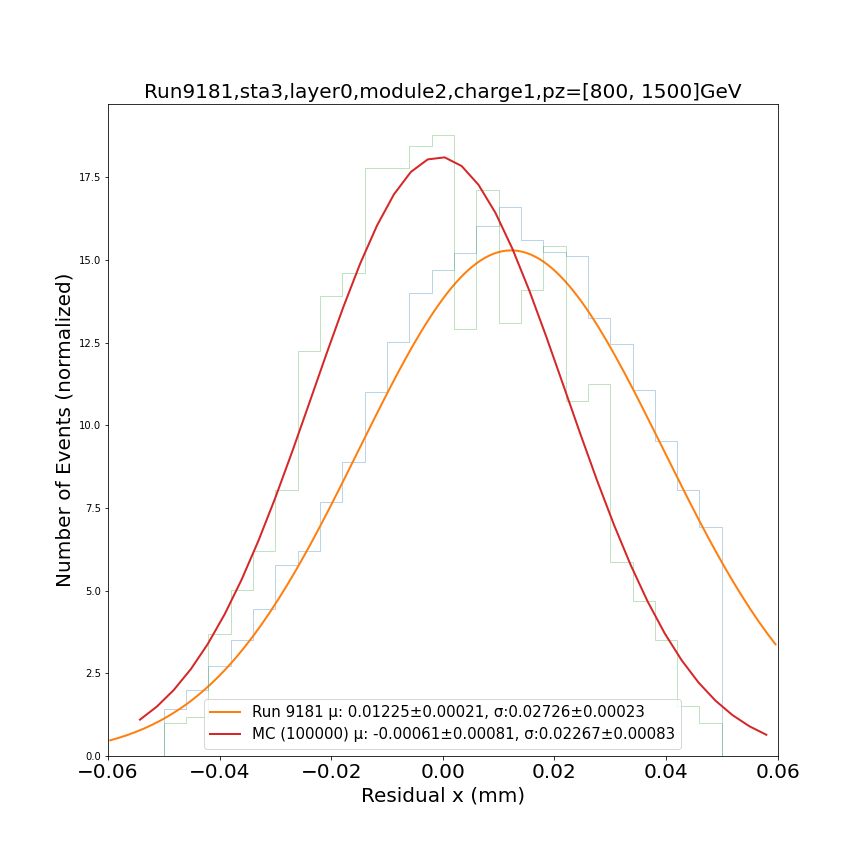 Run9181,sta3,layer0,module2,charge1,pz=[800, 1500]GeV
Number of Events (normalized)
17.5
15.0
12.5
10.0
7.5
5.0
2.5
0.0
Run 9181 μ: 0.01225±0.00021, σ:0.02726±0.00023
MC (100000) μ: -0.00061±0.00081, σ:0.02267±0.00083
−0.06 −0.04 −0.02 0.00 0.02 0.04 0.06
Residual x (mm)